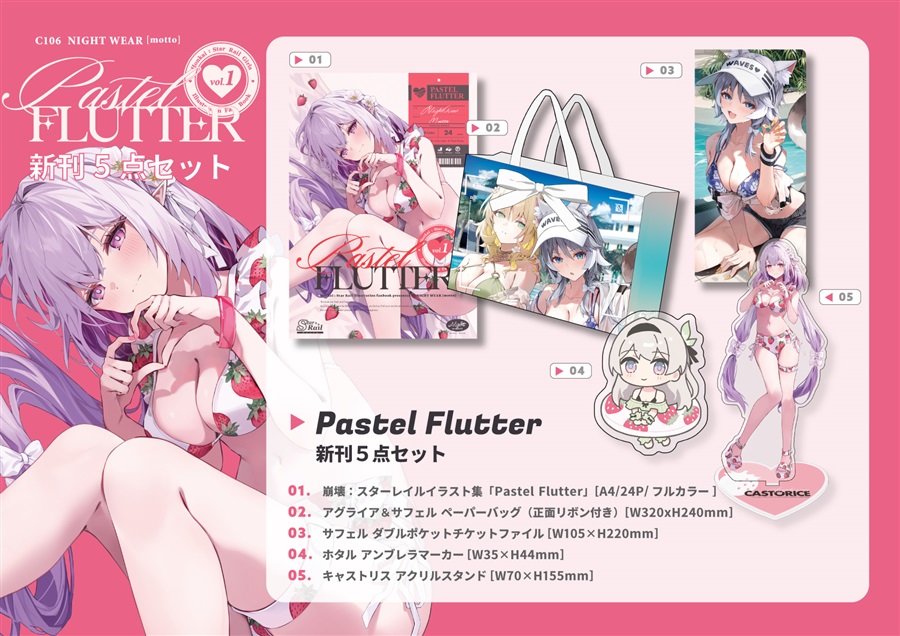 C106 NIGHT WEAR [motto]
Pastel
FLUTTER
vol.1
新刊5点セット
01
PASTEL
FLUTTER
24
Pastel
vol.1
FLUTTER
Star Rail
02
WAVES
03
WAVES
04
05
CASTORICE
Pastel Flutter
新刊5点セット
01. 崩壊:スターレイルイラスト集「Pastel Flutter」[A4/24P/フルカラー]
02. アグライア&サフェル ペーパーバッグ(正面リボン付き)[W320xH240mm]
03. サフェル ダブルポケットチケットファイル[W105×H220mm]
04. ホタル アンブレラマーカー[W35×H44mm]
05. キャストリス アクリルスタンド[W70×H155mm]